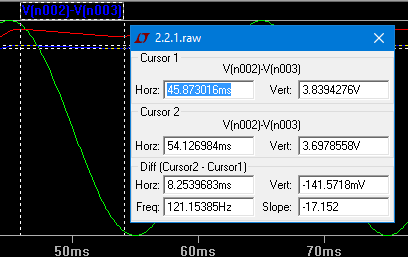 V(n002)-V(n003)
2.2.1.raw
Cursor 1
V(n002)-V(n003)
Horz: 45.873016ms Vert: 3.8394276V
Cursor 2
V(n002)-V(n003)
Horz: 54.126984ms Vert: 3.6978558V
Diff (Cursor2 - Cursor1)
Horz: 8.2539683ms Vert: -141.5718mV
Freq: 121.15385Hz Slope: -17.152
50ms 60ms 70ms